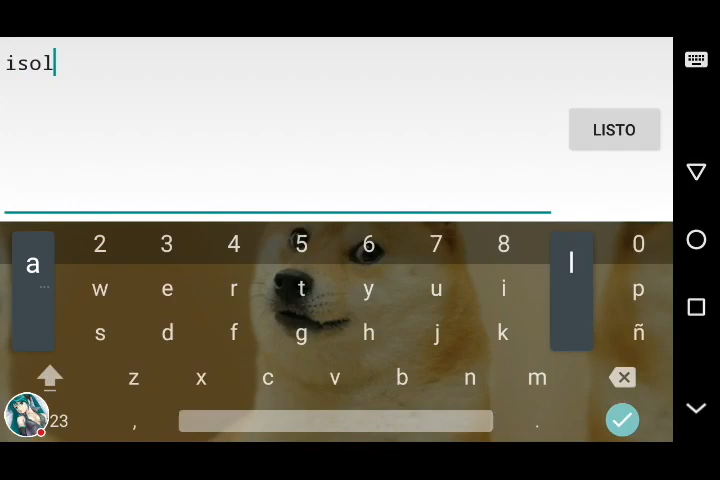 isol
LISTO
2 3 4 5 6 7 8 0
a w e r t y u i l p
s d f g h j k ñ
z x c v b n m
23 , .